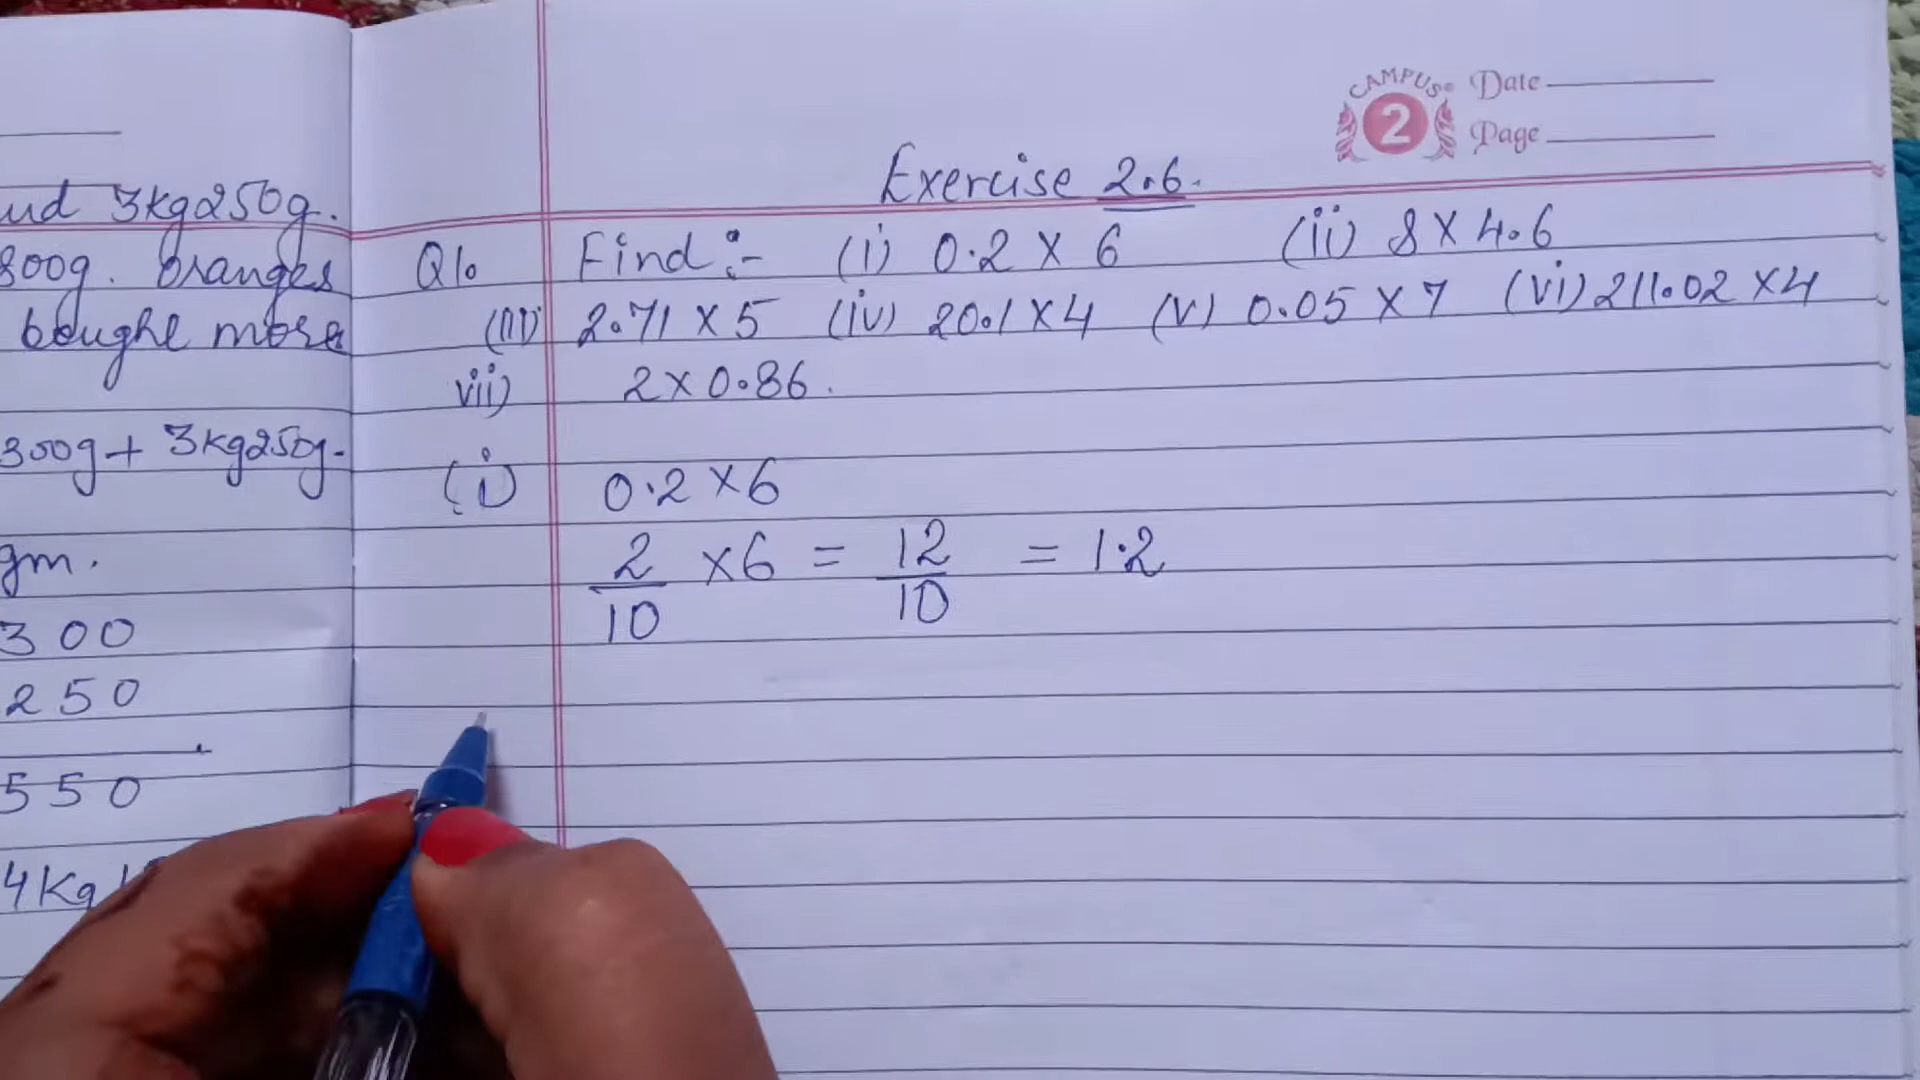 ud 3kg250g.
300g. oranges
bought more
300g + 3kg250g.
gm.
300
250
550
4Kg
CAMPUS
2
Date
Page
Exercise 2.6.
Q1. Find :- (i) 0.2 × 6 (ii) 8 × 4.6
(iii) 2.71 × 5 (iv) 20.1 × 4 (v) 0.05 × 7 (vi) 211.02 × 4
vii) 2 × 0.86.
(i) 0.2 × 6
2/10 × 6 = 12/10 = 1.2